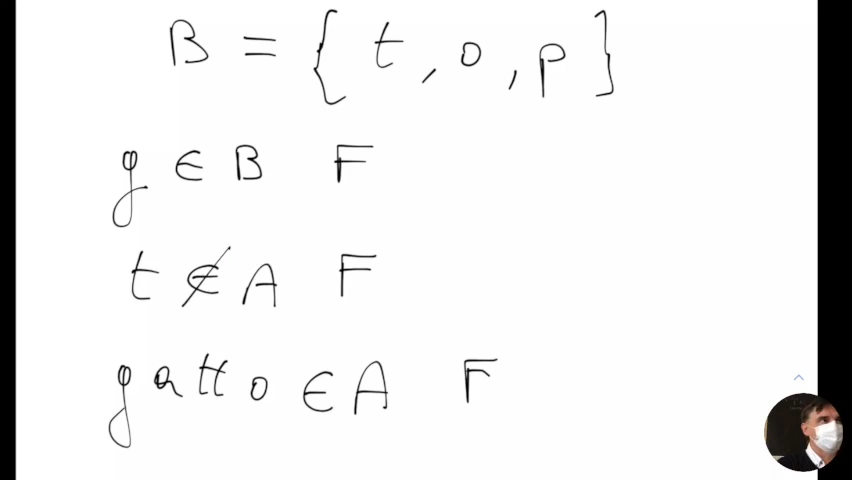 B = { t , o , p }
g ∈ B F
t ∉ A F
gatto ∈ A F